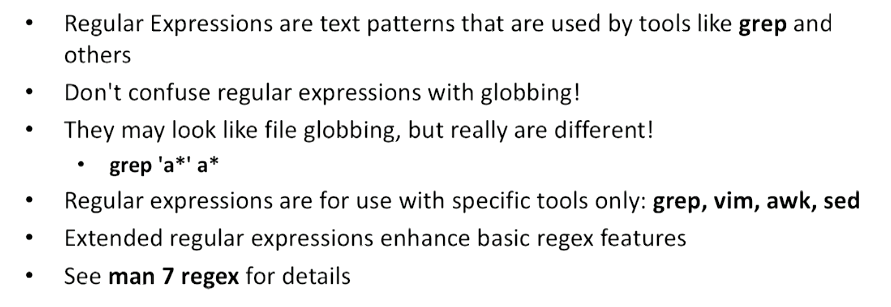 • Regular Expressions are text patterns that are used by tools like grep and
others
• Don't confuse regular expressions with globbing!
• They may look like file globbing, but really are different!
• grep 'a*' a*
• Regular expressions are for use with specific tools only: grep, vim, awk, sed
• Extended regular expressions enhance basic regex features
• See man 7 regex for details